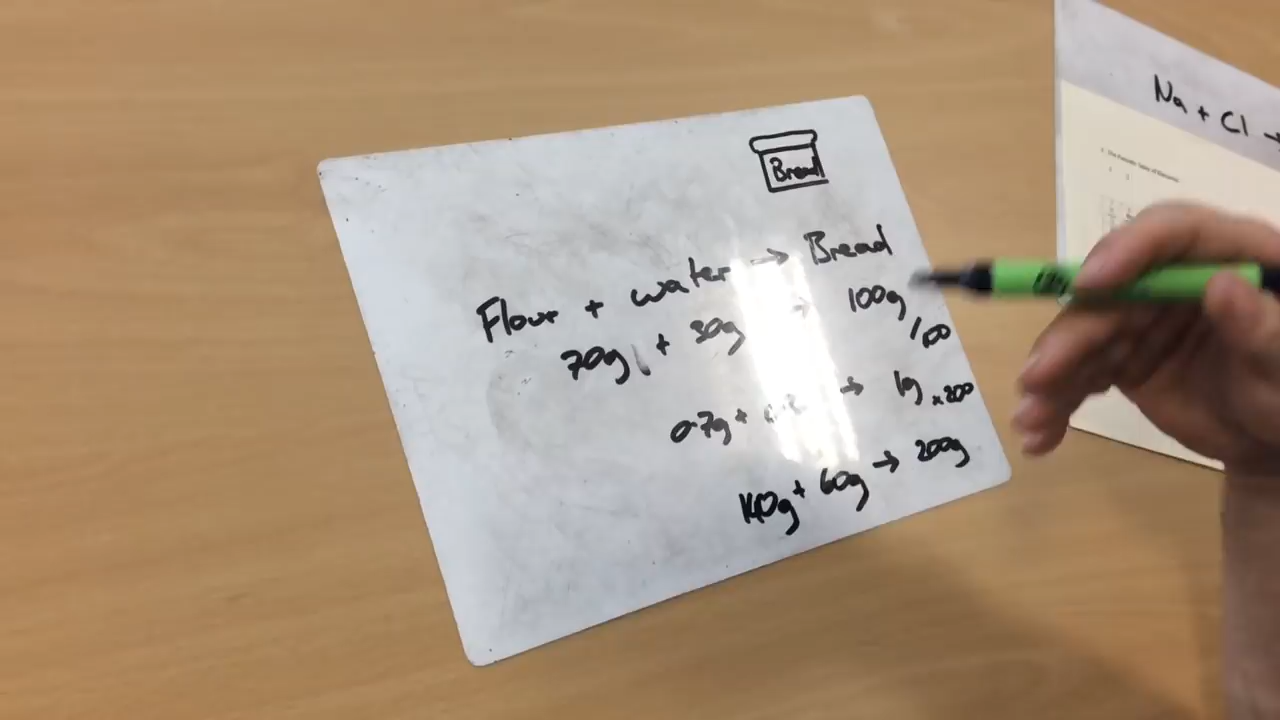 Bread
Flour + water → Bread
70g + 30g → 100g
/100
0.7g + → 1g ×200
140g + 60g → 200g
Na + Cl →